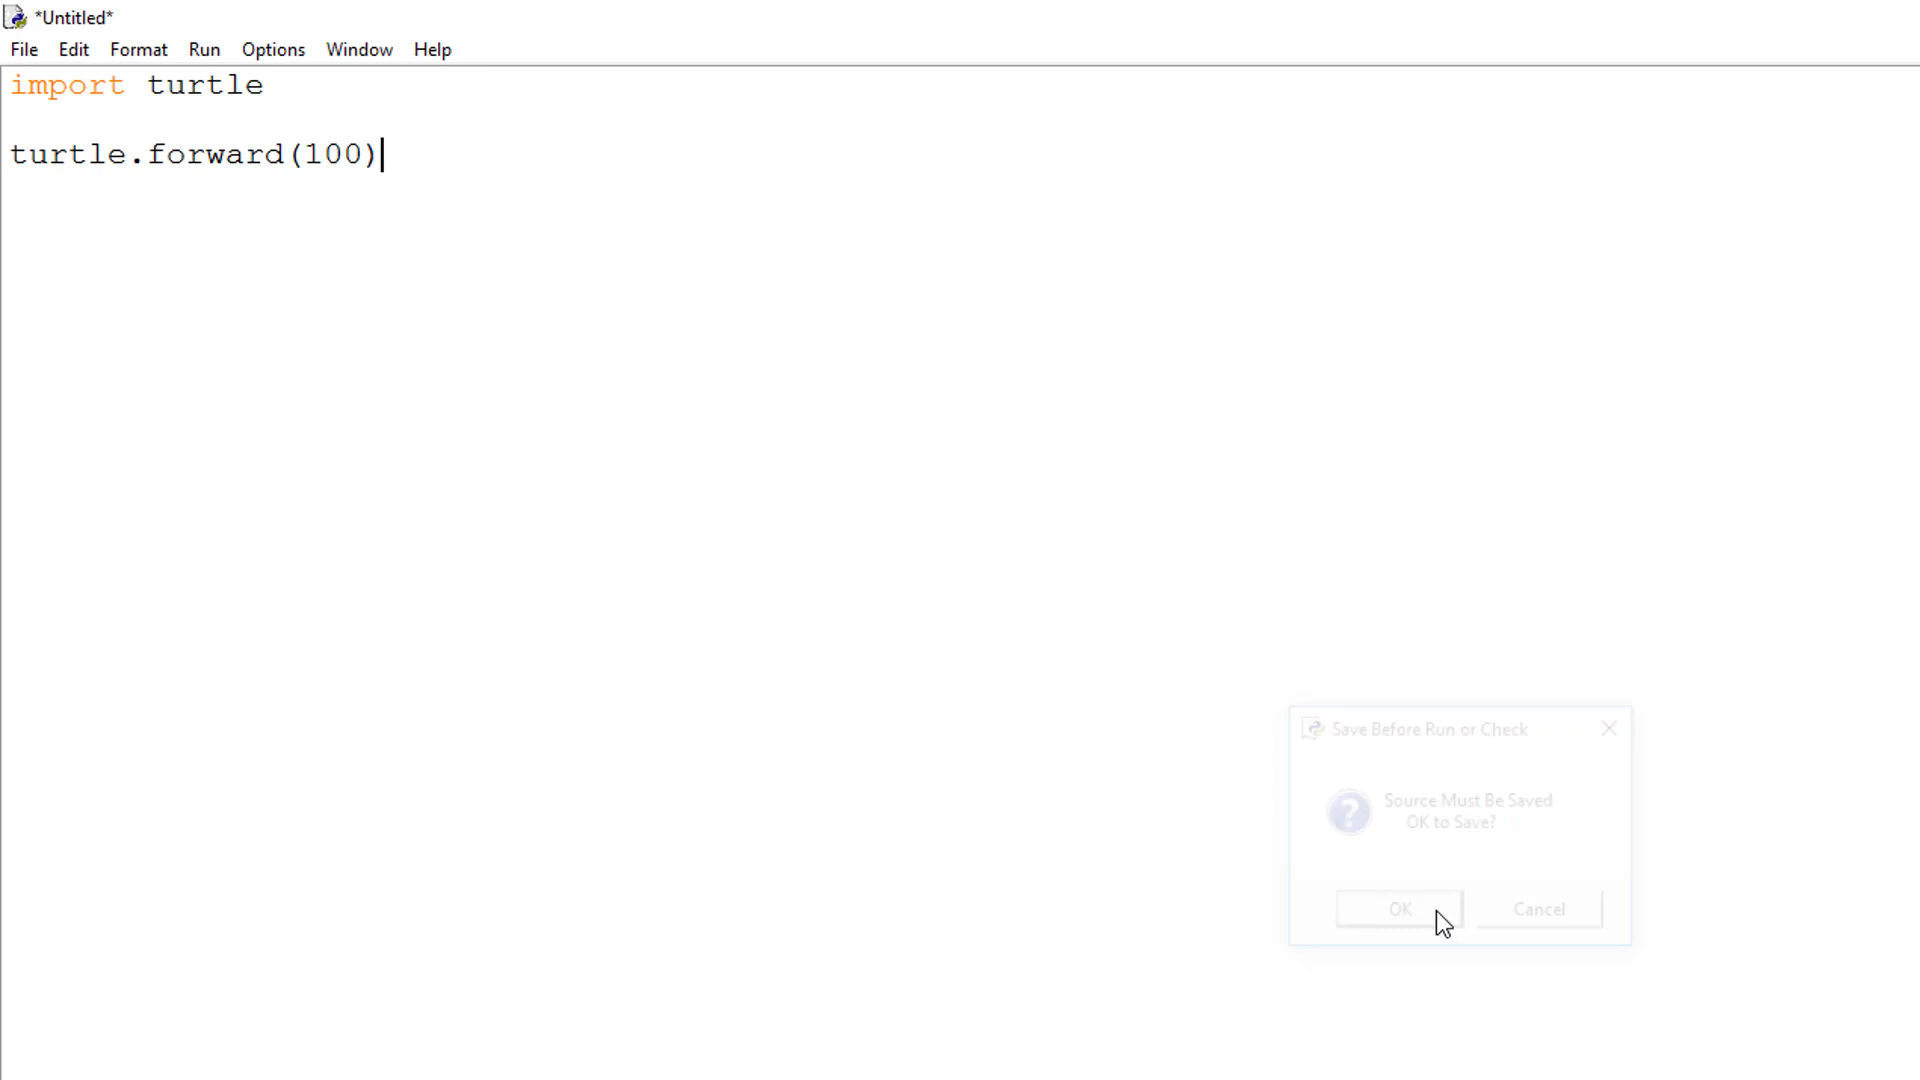 *Untitled*
File Edit Format Run Options Window Help
import turtle
turtle.forward(100)
Save Before Run or Check
Source Must Be Saved
OK to Save?
OK Cancel